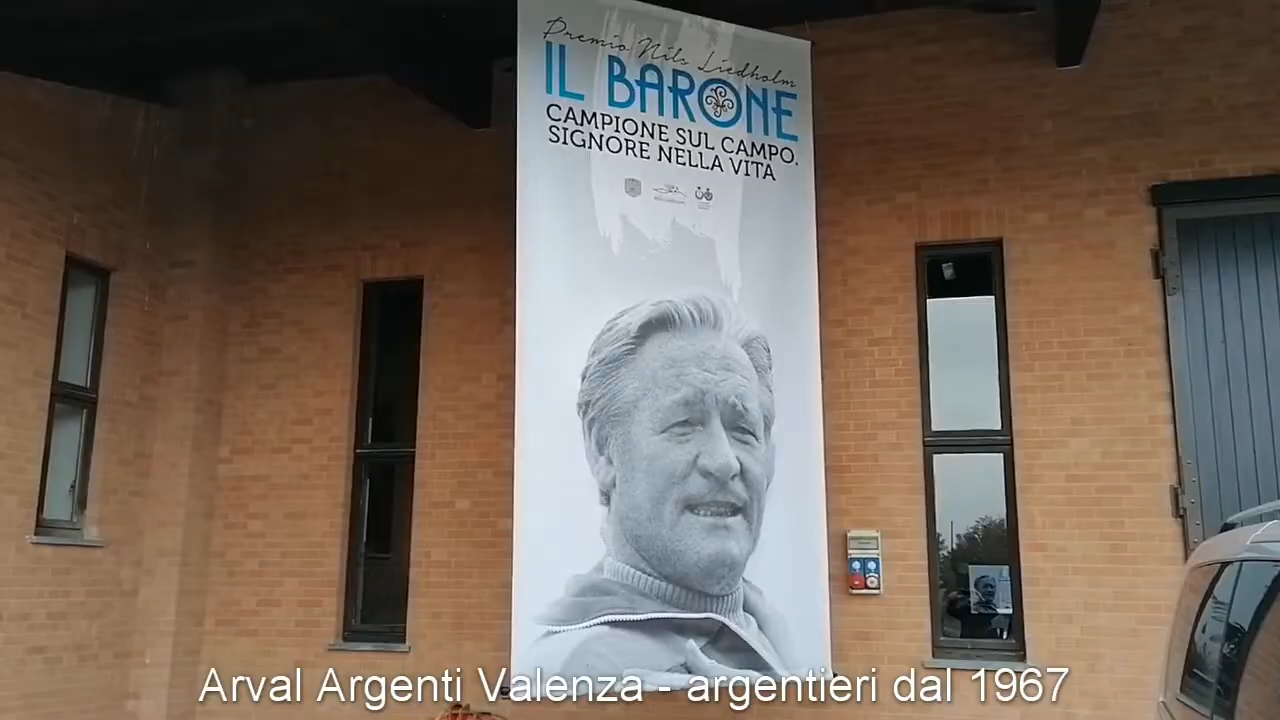 Premio Nils Liedholm
IL BARONE
CAMPIONE SUL CAMPO.
SIGNORE NELLA VITA
Arval Argenti Valenza - argentieri dal 1967